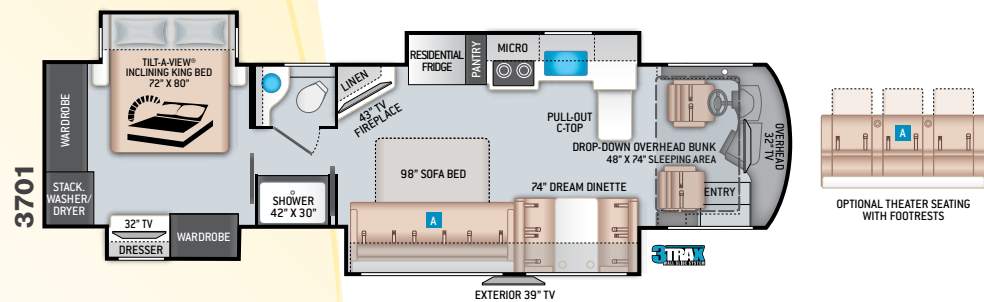 3701
TILT-A-VIEW®
INCLINING KING BED
72" X 80"
WARDROBE
STACK.
WASHER/
DRYER
32" TV
DRESSER
WARDROBE
LINEN
43" TV
FIREPLACE
SHOWER
42" X 30"
RESIDENTIAL
FRIDGE
PANTRY
MICRO
PULL-OUT
C-TOP
DROP-DOWN OVERHEAD BUNK
48" X 74" SLEEPING AREA
98" SOFA BED
A
74" DREAM DINETTE
ENTRY
OVERHEAD
32" TV
EXTERIOR 39" TV
3TRAX
A
OPTIONAL THEATER SEATING
WITH FOOTRESTS